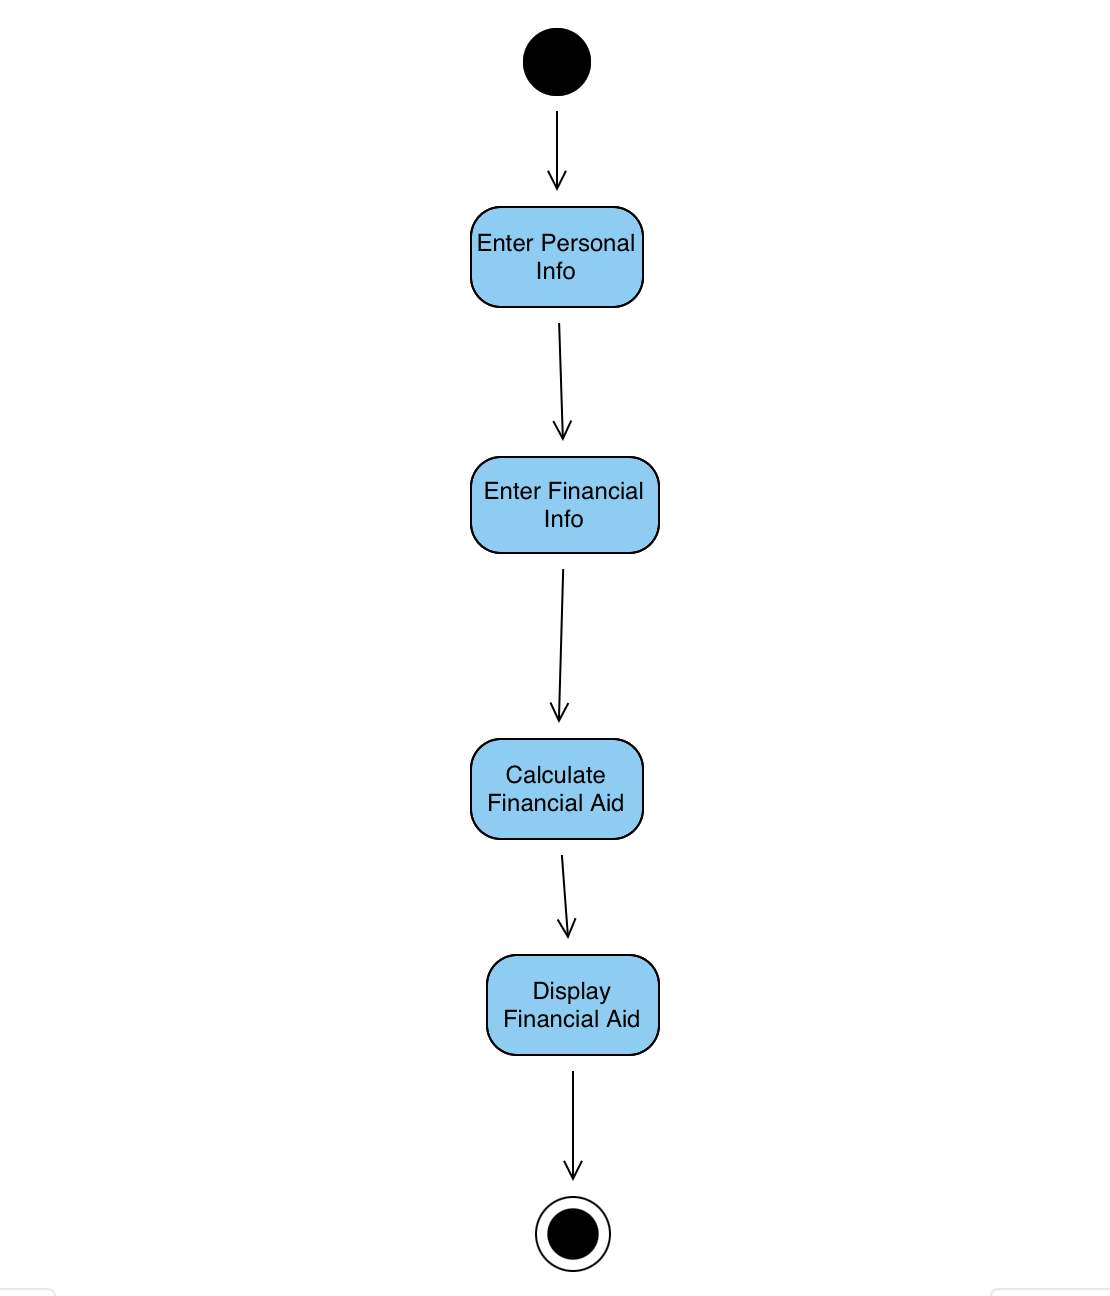 Enter Personal
Info
Enter Financial
Info
Calculate
Financial Aid
Display
Financial Aid